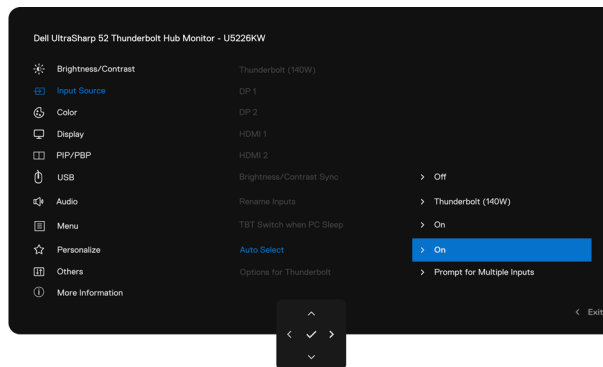 Dell UltraSharp 52 Thunderbolt Hub Monitor - U5226KW
Brightness/Contrast
Thunderbolt (140W)
Input Source
DP 1
Color
DP 2
Display
HDMI 1
PIP/PBP
HDMI 2
USB
Brightness/Contrast Sync
Off
Audio
Rename Inputs
Thunderbolt (140W)
Menu
TBT Switch when PC Sleep
On
Personalize
Auto Select
On
Others
Options for Thunderbolt
Prompt for Multiple Inputs
More Information
Exit